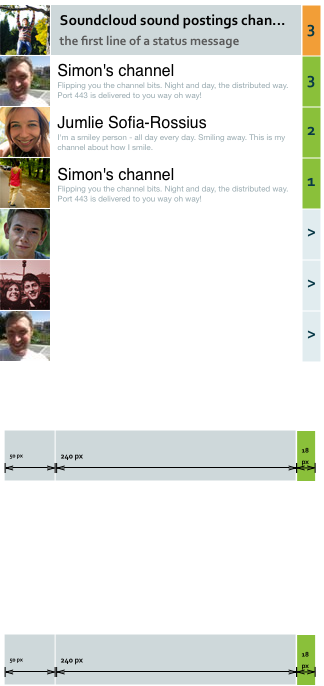 Soundcloud sound postings chan...
the first line of a status message
3
Simon's channel
Flipping you the channel bits. Night and day, the distributed way.
Port 443 is delivered to you way oh way!
3
Jumlie Sofia-Rossius
I'm a smiley person - all day every day. Smiling away. This is my
channel about how I smile.
2
Simon's channel
Flipping you the channel bits. Night and day, the distributed way.
Port 443 is delivered to you way oh way!
1
>
>
>
50 px
240 px
18
px
50 px
240 px
18
px